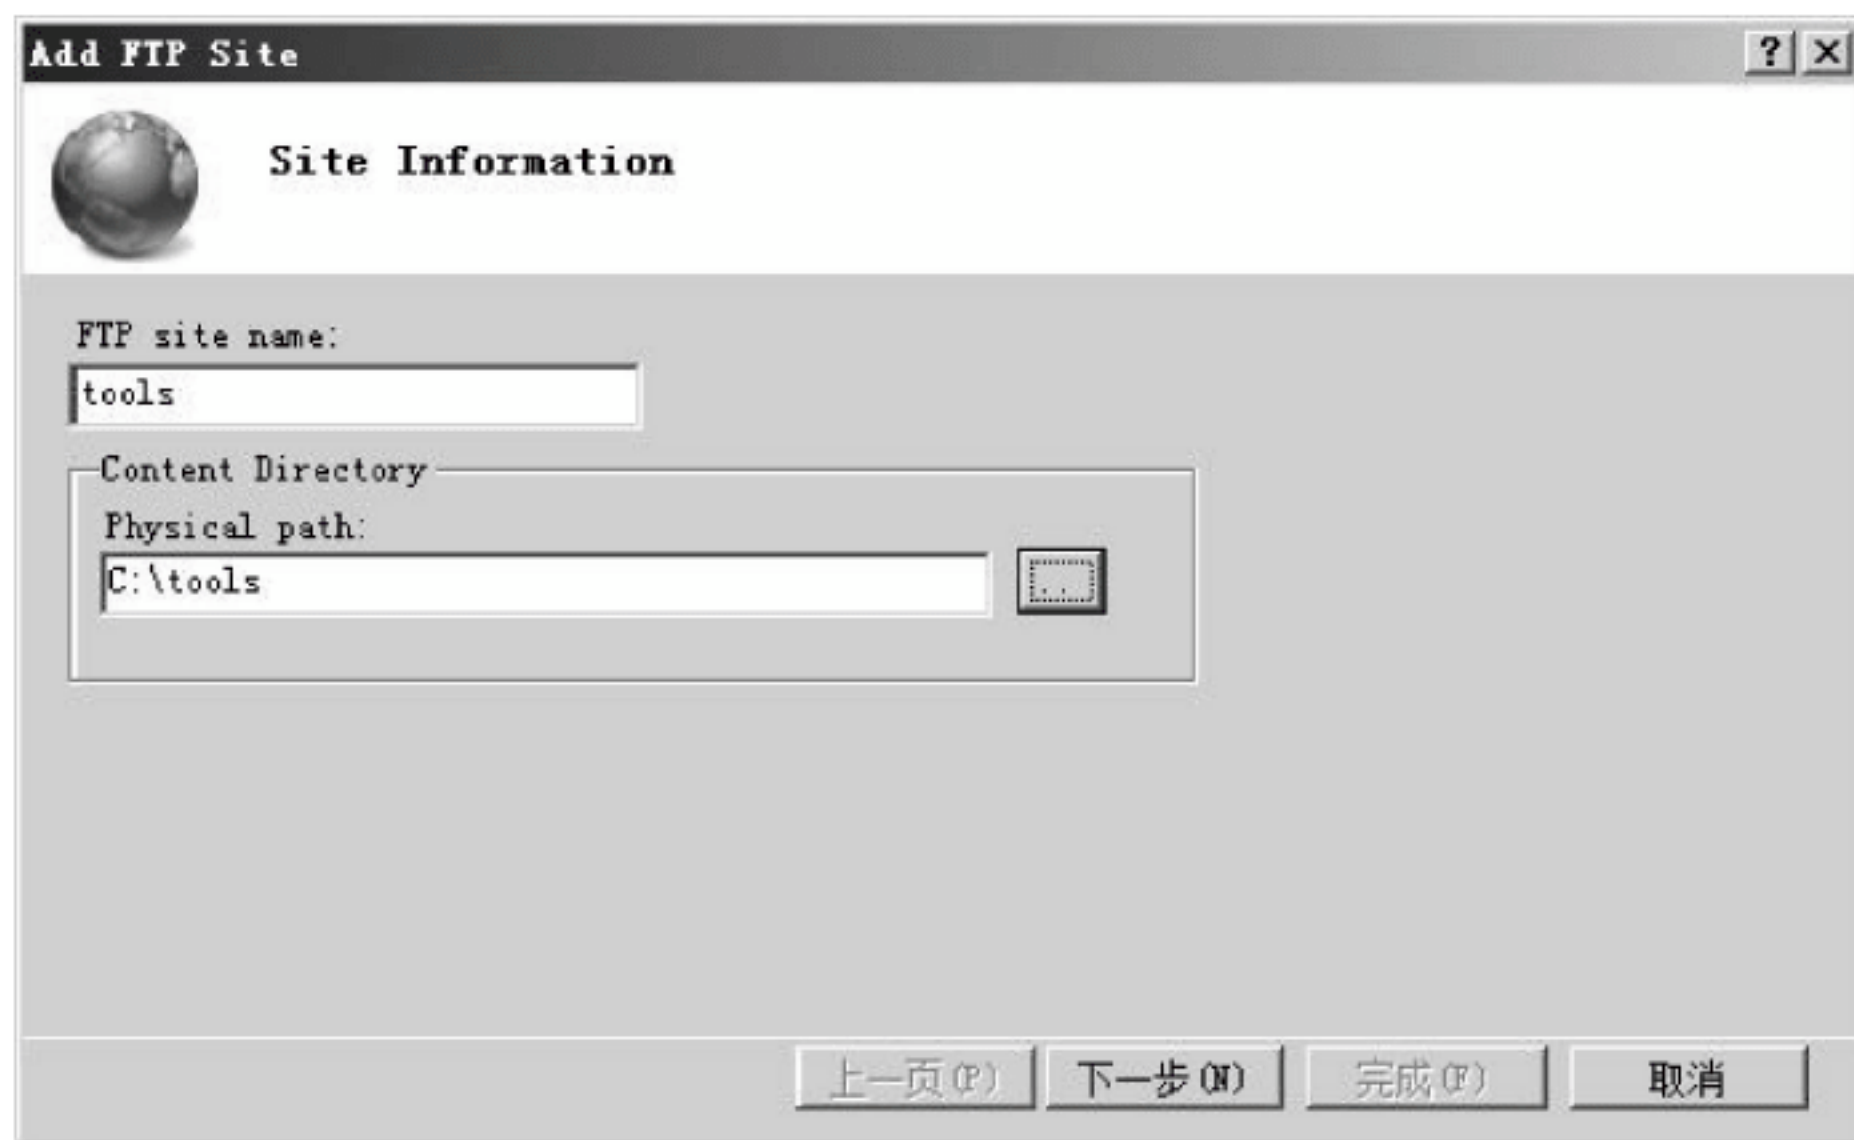 Add FTP Site
? ×
Site Information
FTP site name:
tools
Content Directory
Physical path:
C:\tools
..
上一页(P) 下一步(N) 完成(F) 取消